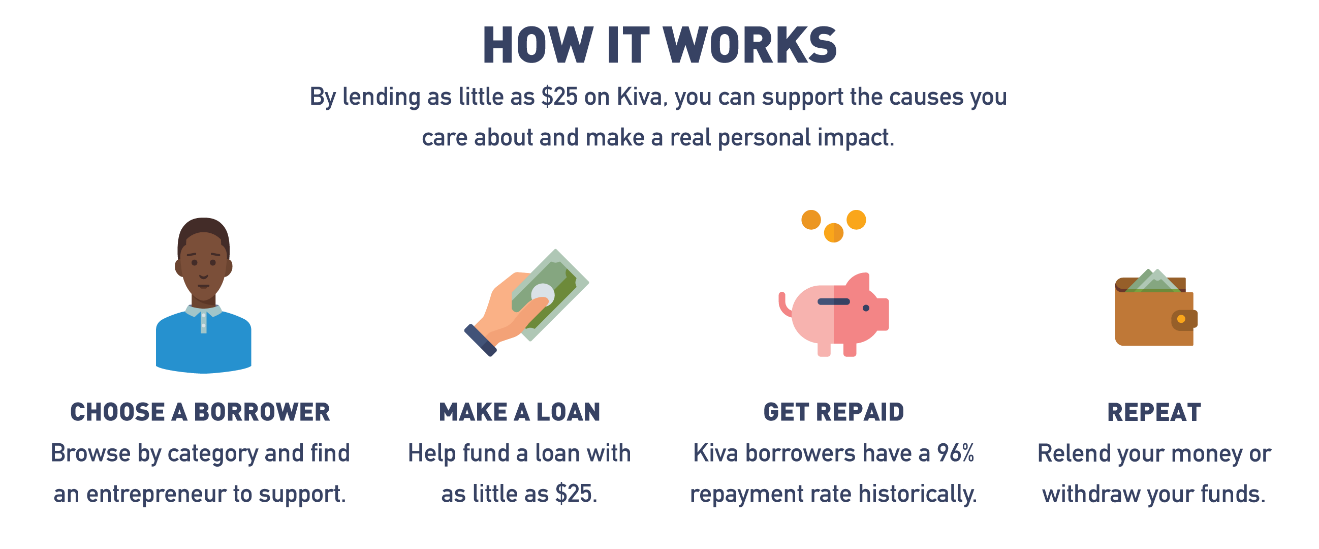 HOW IT WORKS
By lending as little as $25 on Kiva, you can support the causes you
care about and make a real personal impact.
CHOOSE A BORROWER
Browse by category and find
an entrepreneur to support.
MAKE A LOAN
Help fund a loan with
as little as $25.
GET REPAID
Kiva borrowers have a 96%
repayment rate historically.
REPEAT
Relend your money or
withdraw your funds.